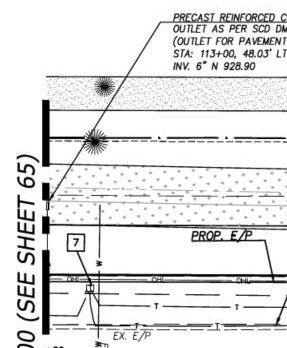 PRECAST REINFORCED C
OUTLET AS PER SCD DM
(OUTLET FOR PAVEMENT
STA: 113+00, 48.03' LT
INV. 6" N 928.90
00 (SEE SHEET 65)
7
PROP. E/P
W
OHL OHL OHL
T T
T T
W
EX. E/P